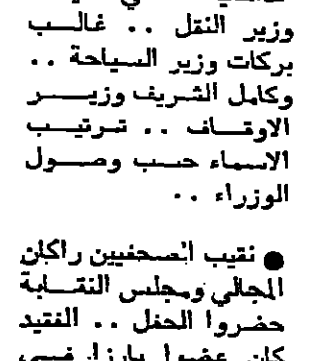 وزير النقل .. غالب
بركات وزير السياحة ..
وكامل الشريف وزير
الاوقاف .. ترتيب
الاسماء حسب وصول
الوزراء ..
● نقيب الصحفيين راكان
المجالي ومجلس النقابة
حضروا الحفل .. الفقيد
كان عضوا بارزا في